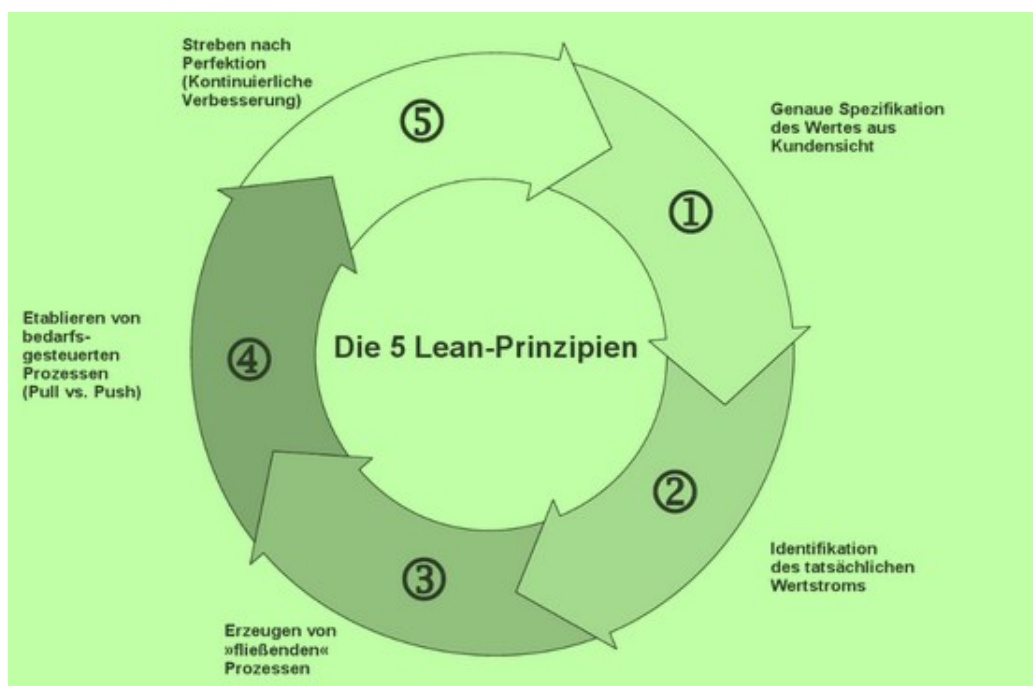 Die 5 Lean-Prinzipien
①
Genaue Spezifikation
des Wertes aus
Kundensicht
②
Identifikation
des tatsächlichen
Wertstroms
③
Erzeugen von
»fließenden«
Prozessen
④
Etablieren von
bedarfs-
gesteuerten
Prozessen
(Pull vs. Push)
⑤
Streben nach
Perfektion
(Kontinuierliche
Verbesserung)